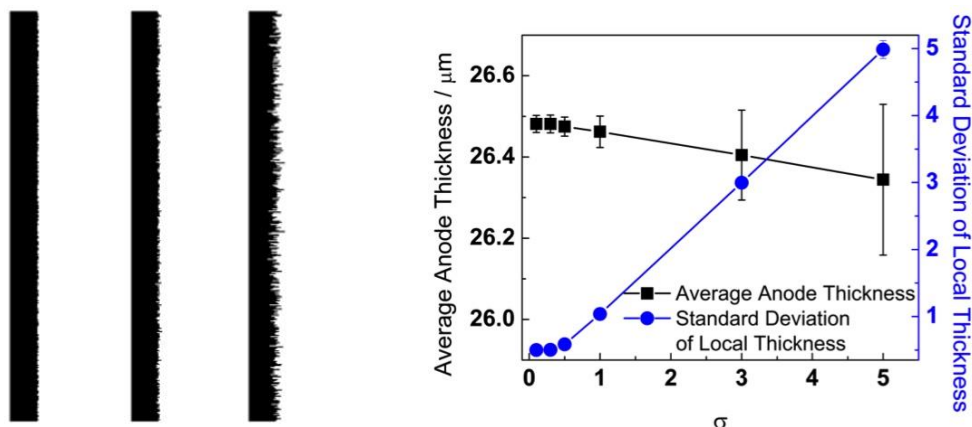 Average Anode Thickness / μm
26.6
26.4
26.2
26.0
0
1
2
3
4
5
σ
5
4
3
2
1
Standard Deviation of Local Thickness
Average Anode Thickness
Standard Deviation
of Local Thickness